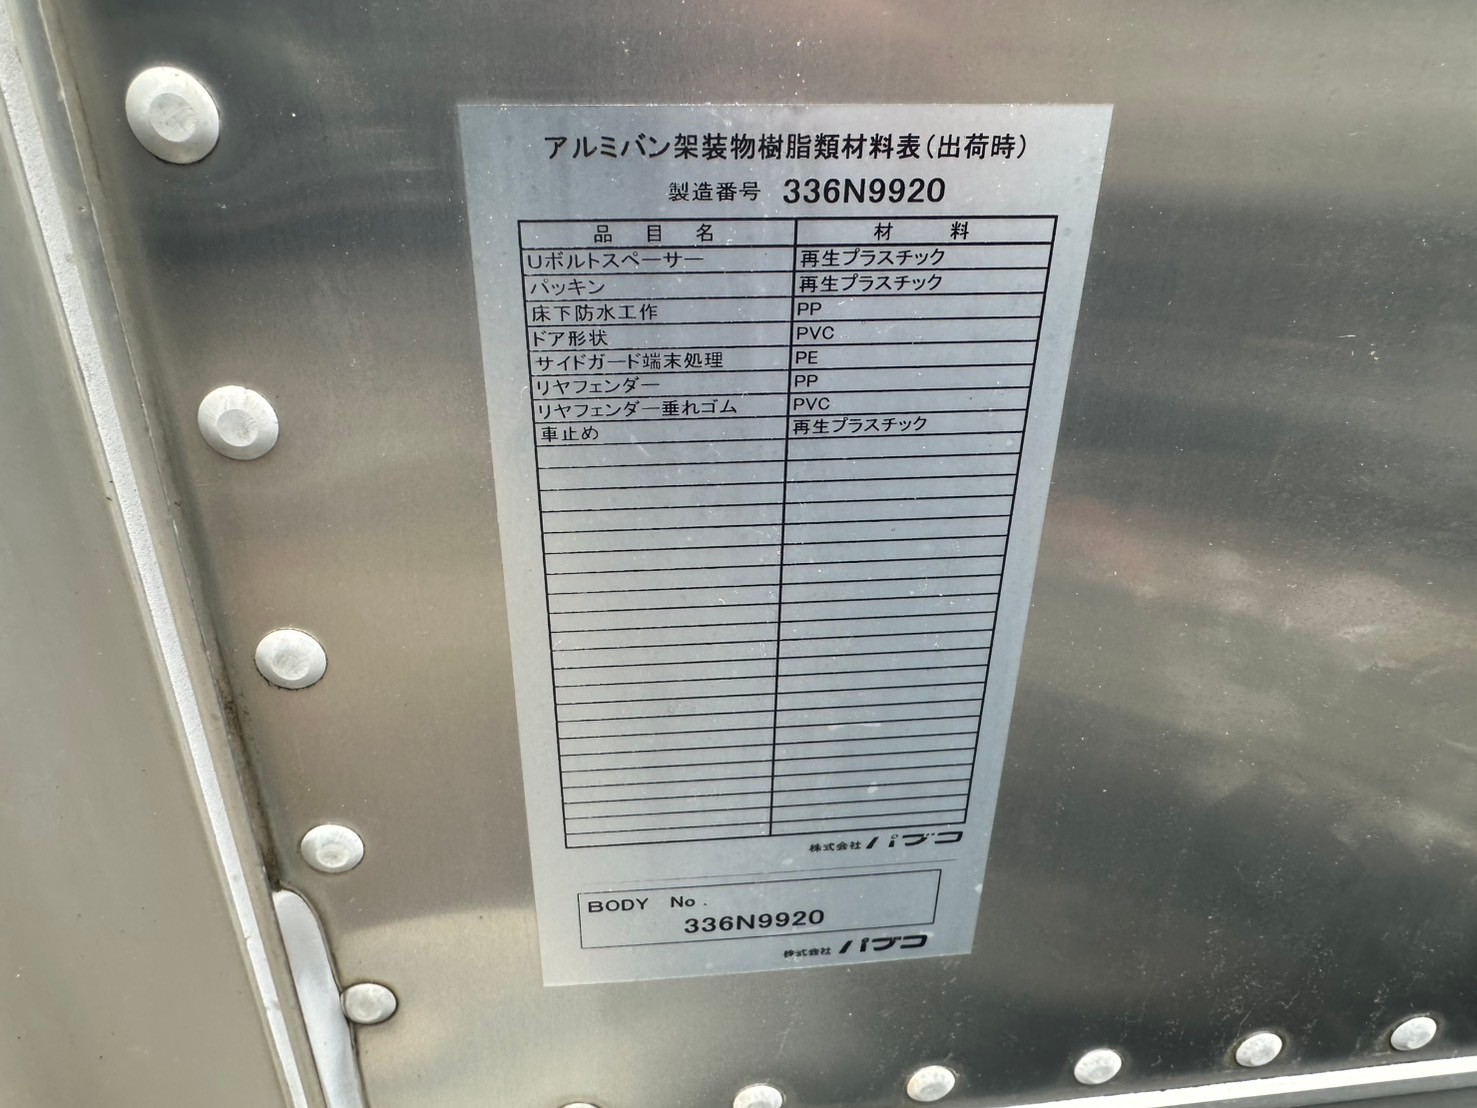 アルミバン架装物樹脂類材料表(出荷時)
製造番号 336N9920
品目名 材料
Uボルトスペーサー 再生プラスチック
パッキン 再生プラスチック
床下防水工作 PP
ドア形状 PVC
サイドガード端末処理 PE
リヤフェンダー PP
リヤフェンダー垂れゴム PVC
車止め 再生プラスチック
株式会社パブコ
BODY No.
336N9920
株式会社パブコ